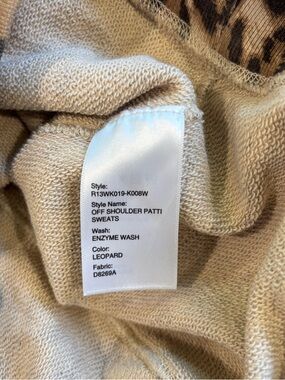 Style:
R13WK019-K008W
Style Name:
OFF SHOULDER PATTI
SWEATS
Wash:
ENZYME WASH
Color:
LEOPARD
Fabric:
D8269A